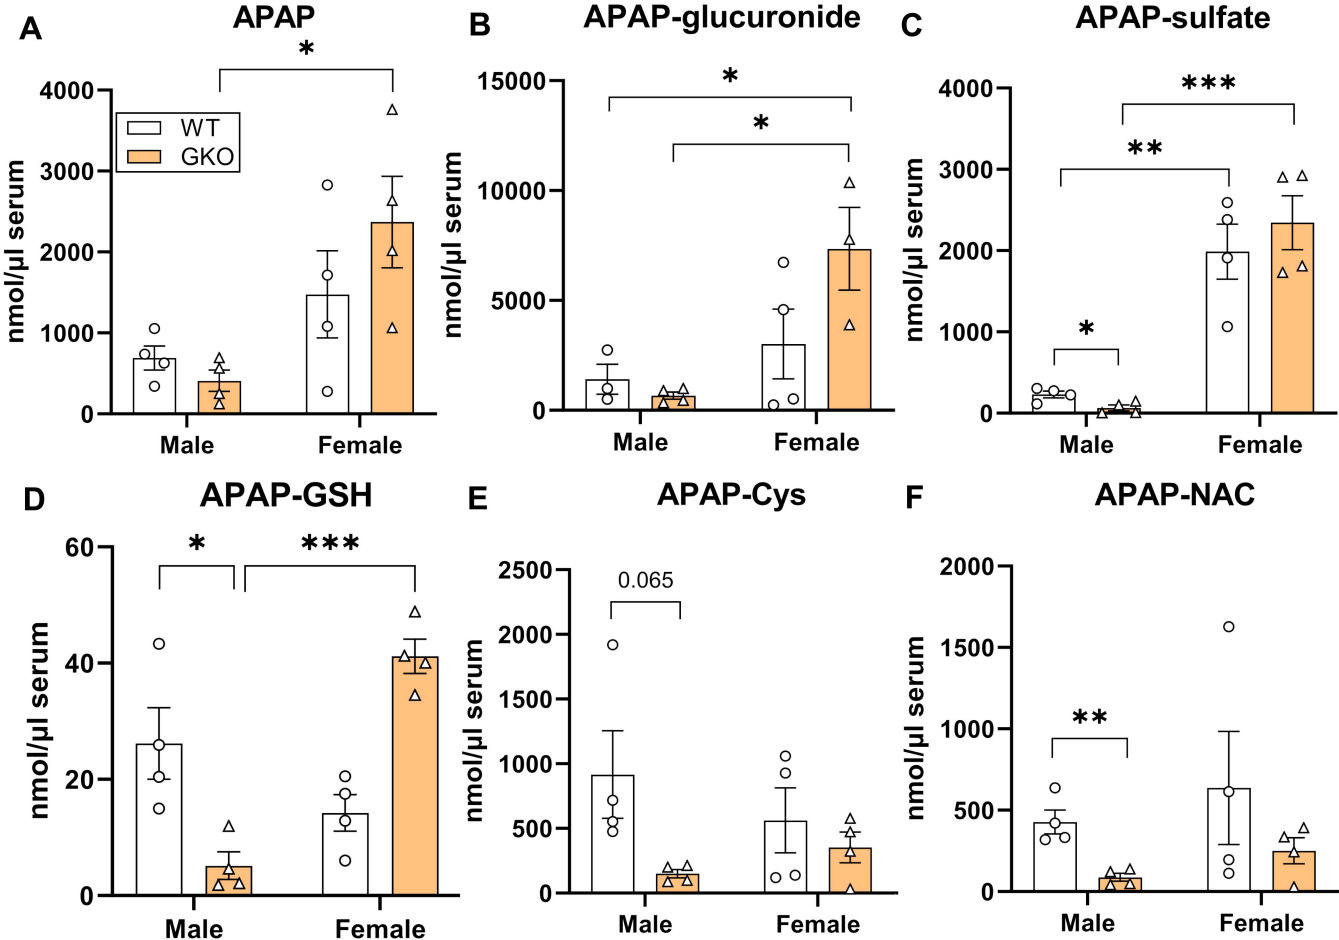 A
APAP
*
nmol/µl serum
4000
3000
2000
1000
0
WT
GKO
Male
Female
B
APAP-glucuronide
*
*
nmol/µl serum
15000
10000
5000
0
Male
Female
C
APAP-sulfate
***
**
*
nmol/µl serum
4000
3000
2000
1000
0
Male
Female
D
APAP-GSH
*
***
nmol/µl serum
60
40
20
0
Male
Female
E
APAP-Cys
0.065
nmol/µl serum
2500
2000
1500
1000
500
0
Male
Female
F
APAP-NAC
**
nmol/µl serum
2000
1500
1000
500
0
Male
Female